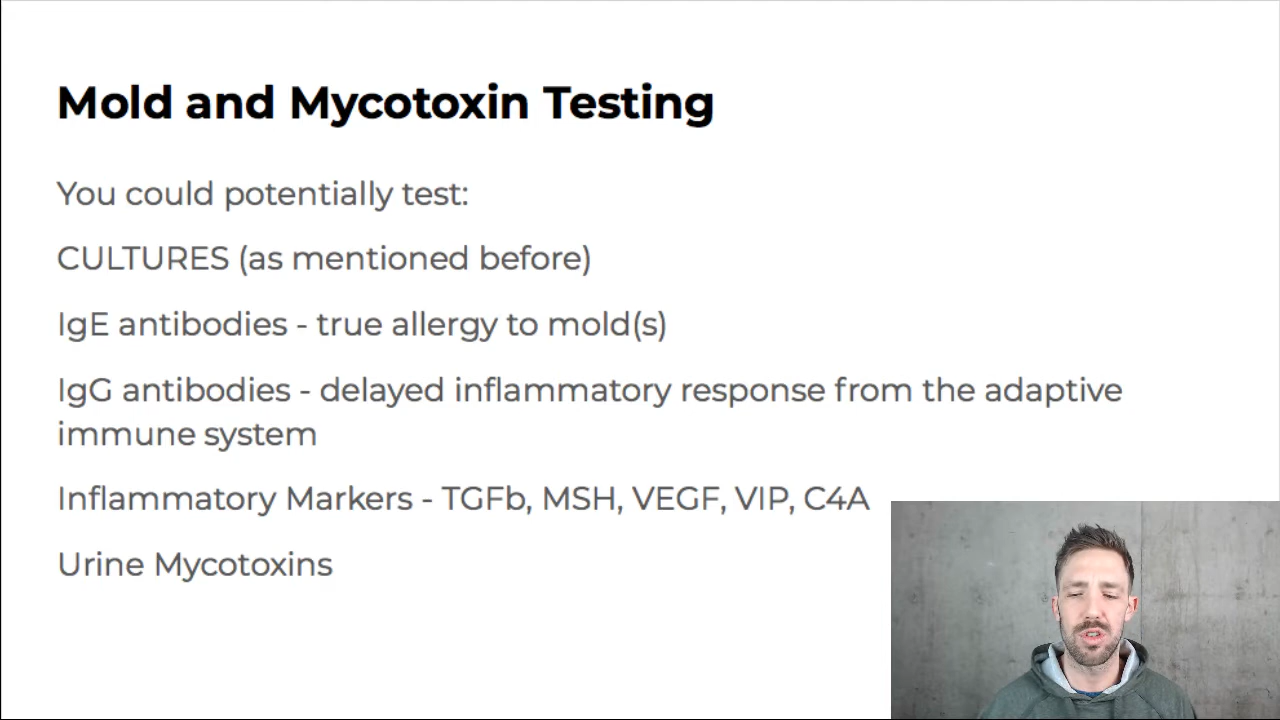 Mold and Mycotoxin Testing
You could potentially test:
CULTURES (as mentioned before)
IgE antibodies - true allergy to mold(s)
IgG antibodies - delayed inflammatory response from the adaptive
immune system
Inflammatory Markers - TGFb, MSH, VEGF, VIP, C4A
Urine Mycotoxins